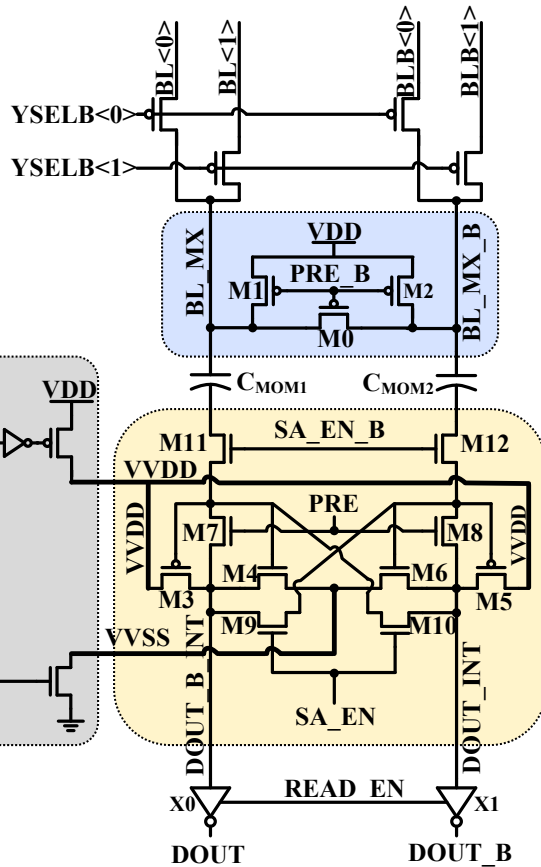 BL<0>
BL<1>
BLB<0>
BLB<1>
YSELB<0>
YSELB<1>
VDD
BL_MX
PRE_B
BL_MX_B
M1
M2
M0
CMOM1
CMOM2
VDD
M11
SA_EN_B
M12
VVDD
PRE
VVDD
M7
M8
VVDD
M4
M6
M3
M5
M9
M10
VVSS
SA_EN
DOUT_B_INT
DOUT_INT
X0
READ_EN
X1
DOUT
DOUT_B